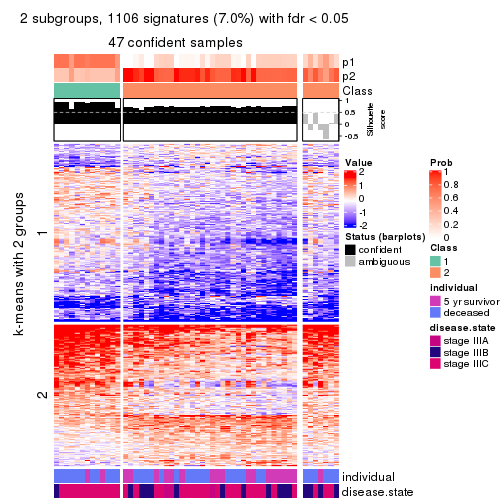 2 subgroups, 1106 signatures (7.0%) with fdr < 0.05
47 confident samples
p1
p2
Class
1
0.5
0
-0.5
Silhouette
score
k-means with 2 groups
1
2
individual
disease.state
Value
2
1
0
-1
-2
Status (barplots)
confident
ambiguous
Prob
1
0.8
0.6
0.4
0.2
0
Class
1
2
individual
5 yr survivor
deceased
disease.state
stage IIIA
stage IIIB
stage IIIC